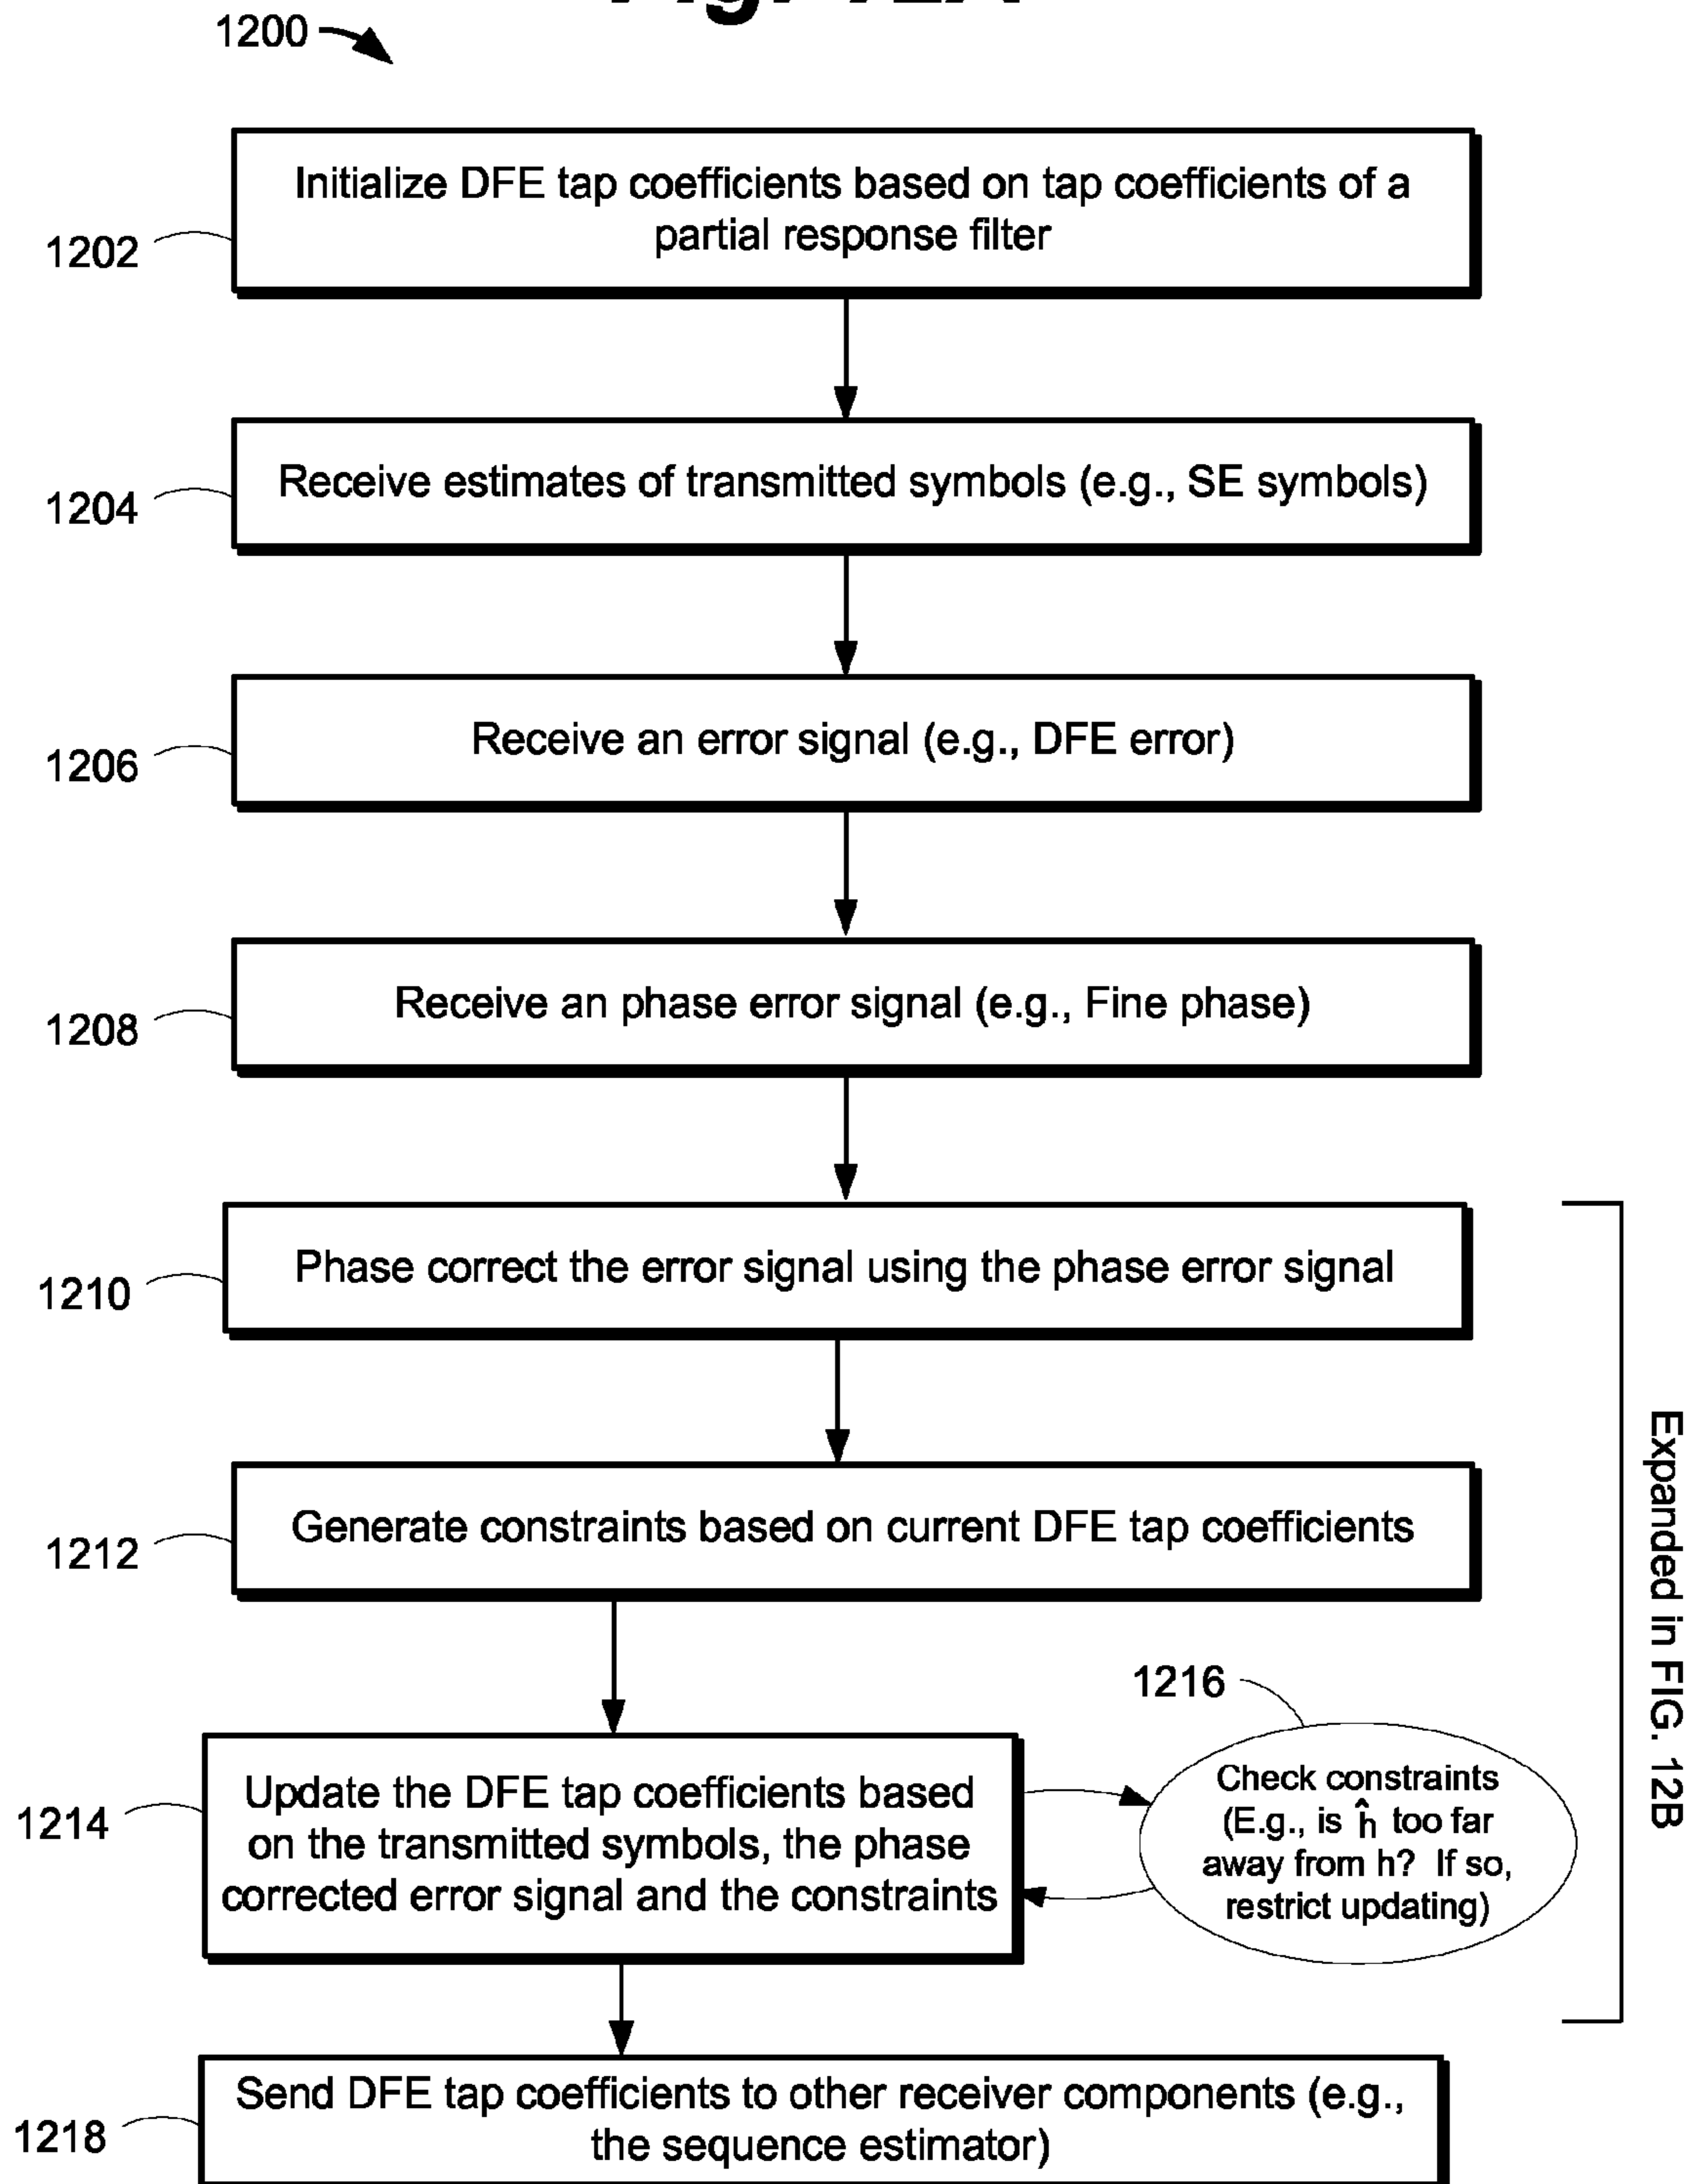 1200
Initialize DFE tap coefficients based on tap coefficients of a
partial response filter
1202
Receive estimates of transmitted symbols (e.g., SE symbols)
1204
Receive an error signal (e.g., DFE error)
1206
Receive an phase error signal (e.g., Fine phase)
1208
Phase correct the error signal using the phase error signal
1210
Generate constraints based on current DFE tap coefficients
1212
Update the DFE tap coefficients based
on the transmitted symbols, the phase
corrected error signal and the constraints
1214
1216
Check constraints
(E.g., is ĥ too far
away from h? If so,
restrict updating)
Expanded in FIG. 12B
Send DFE tap coefficients to other receiver components (e.g.,
the sequence estimator)
1218